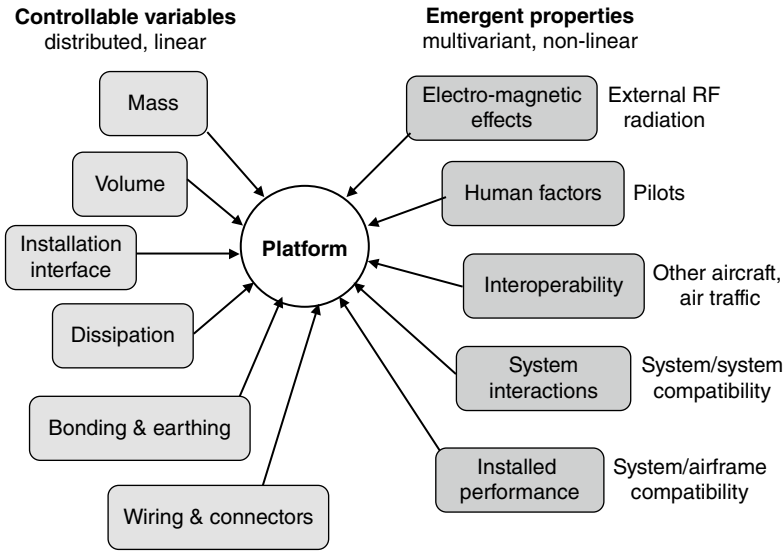 Controllable variables
distributed, linear
Emergent properties
multivariant, non-linear
Mass
Volume
Installation
interface
Dissipation
Bonding & earthing
Wiring & connectors
Platform
Electro-magnetic
effects
External RF
radiation
Human factors
Pilots
Interoperability
Other aircraft,
air traffic
System
interactions
System/system
compatibility
Installed
performance
System/airframe
compatibility